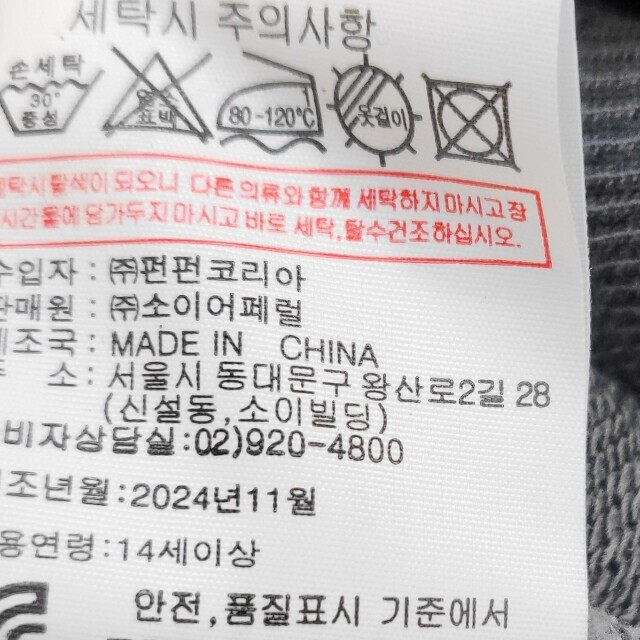 세탁시 주의사항
손세탁
30°
중성
염소
표백
80-120℃
옷걸이
세탁시 탈색이 되오니 다른 의류와 함께 세탁하지 마시고 장
시간 물에 담가두지 마시고 바로 세탁,탈수건조하십시오.
수입자 : ㈜펀펀코리아
판매원 : ㈜소이어패럴
제조국 : MADE IN CHINA
주 소 : 서울시 동대문구 왕산로2길 28
(신설동,소이빌딩)
비자상담실:02)920-4800
조년월:2024년11월
용연령:14세이상
안전,품질표시 기준에서